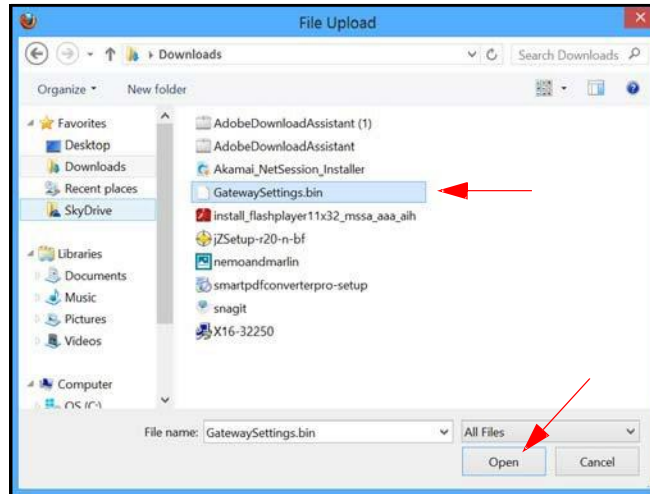 File Upload
Downloads
Search Downloads
Organize
New folder
Favorites
Desktop
Downloads
Recent places
SkyDrive
Libraries
Documents
Music
Pictures
Videos
Computer
OS (C:)
AdobeDownloadAssistant (1)
AdobeDownloadAssistant
Akamai_NetSession_Installer
GatewaySettings.bin
install_flashplayer11x32_mssa_aaa_aih
jZSetup-r20-n-bf
nemoandmarlin
smartpdfconverterpro-setup
snagit
X16-32250
File name: GatewaySettings.bin
All Files
Open
Cancel